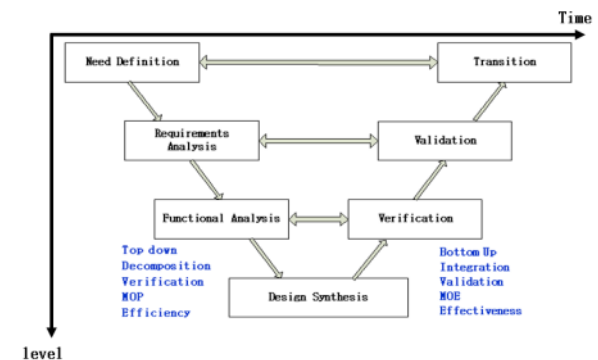 Time
Need Definition
Transition
Requirements
Analysis
Validation
Functional Analysis
Verification
Top down
Decomposition
Verification
MOP
Efficiency
Bottom Up
Integration
Validation
MOE
Effectiveness
Design Synthesis
level